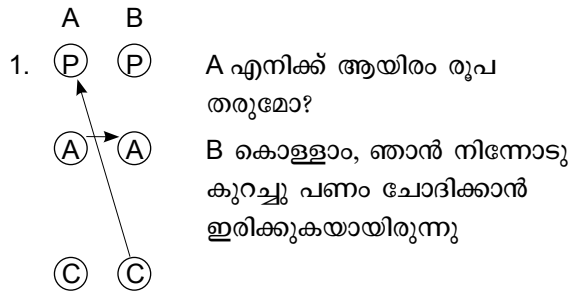 A B
1. P P A എനിക്ക് ആയിരം രൂപ
തരുമോ?
A A B കൊള്ളാം, ഞാൻ നിന്നോടു
കുറച്ചു പണം ചോദിക്കാൻ
ഇരിക്കുകയായിരുന്നു
C C